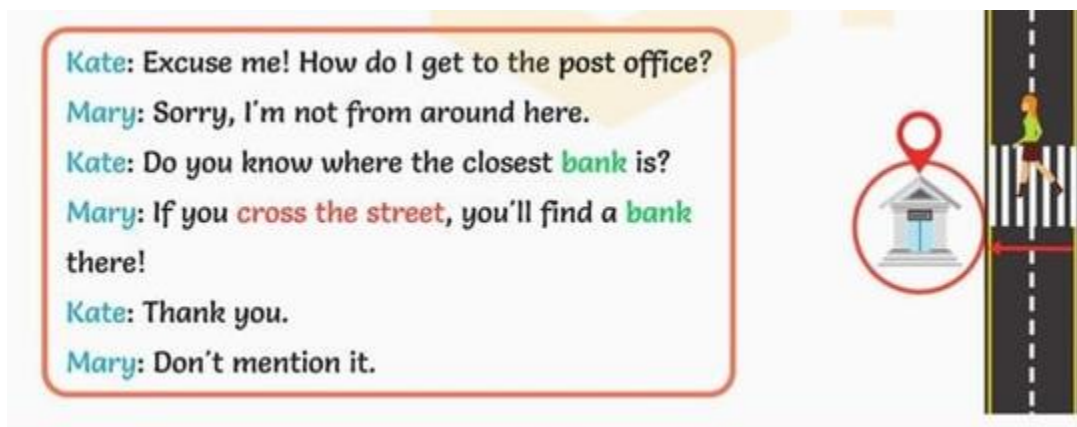 Kate: Excuse me! How do I get to the post office?
Mary: Sorry, I'm not from around here.
Kate: Do you know where the closest bank is?
Mary: If you cross the street, you'll find a bank
there!
Kate: Thank you.
Mary: Don't mention it.